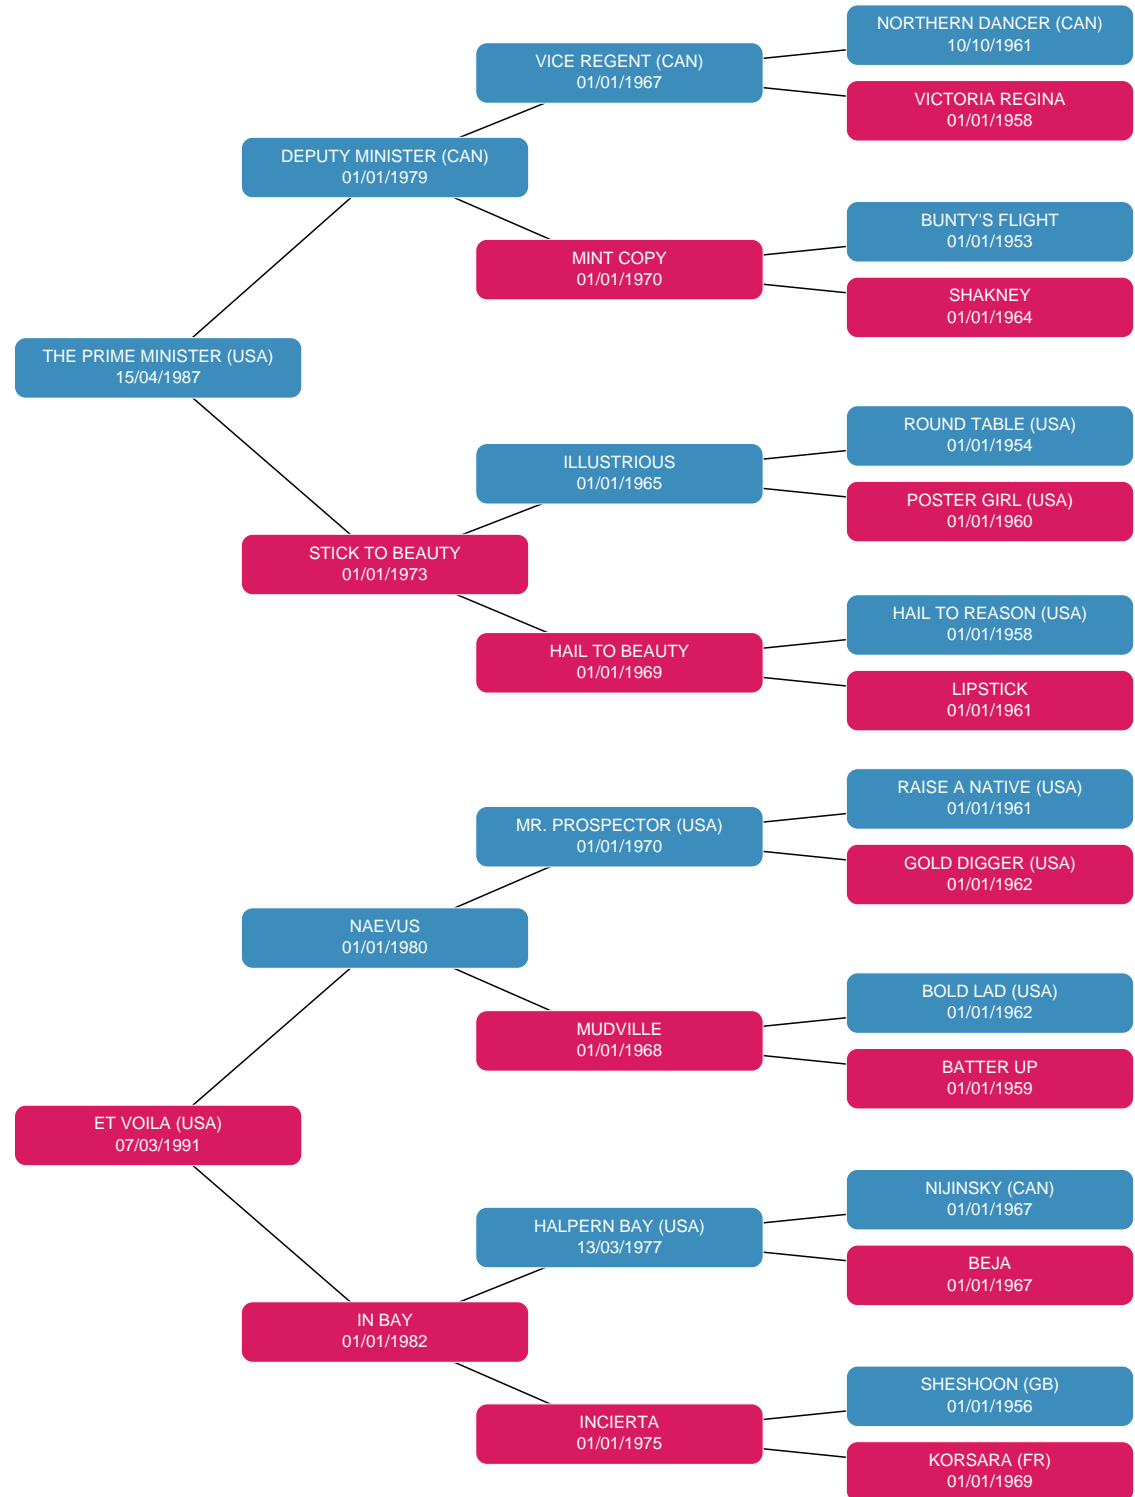 NORTHERN DANCER (CAN)
10/10/1961
VICE REGENT (CAN)
01/01/1967
VICTORIA REGINA
01/01/1958
DEPUTY MINISTER (CAN)
01/01/1979
BUNTY'S FLIGHT
01/01/1953
MINT COPY
01/01/1970
SHAKNEY
01/01/1964
THE PRIME MINISTER (USA)
15/04/1987
ROUND TABLE (USA)
01/01/1954
ILLUSTRIOUS
01/01/1965
POSTER GIRL (USA)
01/01/1960
STICK TO BEAUTY
01/01/1973
HAIL TO REASON (USA)
01/01/1958
HAIL TO BEAUTY
01/01/1969
LIPSTICK
01/01/1961
RAISE A NATIVE (USA)
01/01/1961
MR. PROSPECTOR (USA)
01/01/1970
GOLD DIGGER (USA)
01/01/1962
NAEVUS
01/01/1980
BOLD LAD (USA)
01/01/1962
MUDVILLE
01/01/1968
BATTER UP
01/01/1959
ET VOILA (USA)
07/03/1991
NIJINSKY (CAN)
01/01/1967
HALPERN BAY (USA)
13/03/1977
BEJA
01/01/1967
IN BAY
01/01/1982
SHESHOON (GB)
01/01/1956
INCIERTA
01/01/1975
KORSARA (FR)
01/01/1969